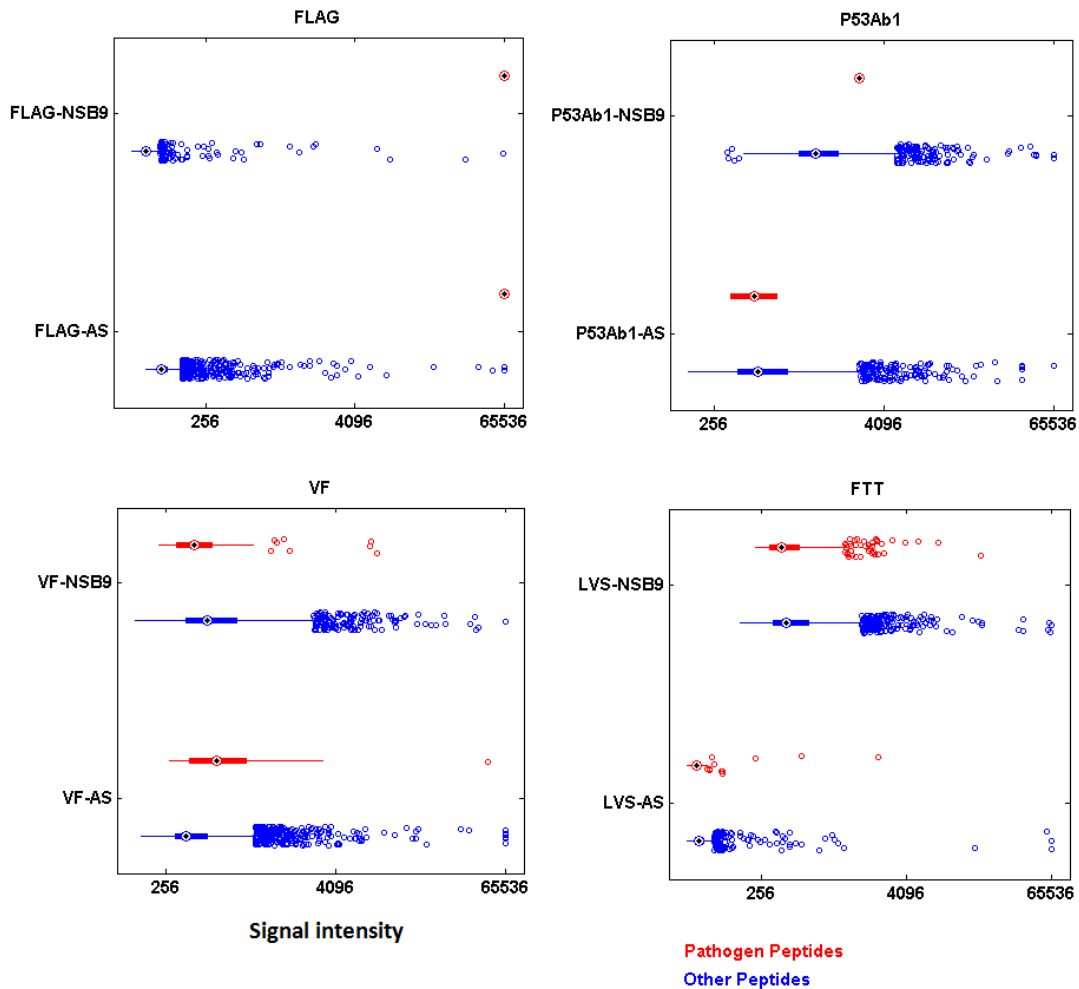 FLAG
FLAG-NSB9
FLAG-AS
256 4096 65536
P53Ab1
P53Ab1-NSB9
P53Ab1-AS
256 4096 65536
VF
VF-NSB9
VF-AS
256 4096 65536
Signal intensity
FTT
LVS-NSB9
LVS-AS
256 4096 65536
Pathogen Peptides
Other Peptides